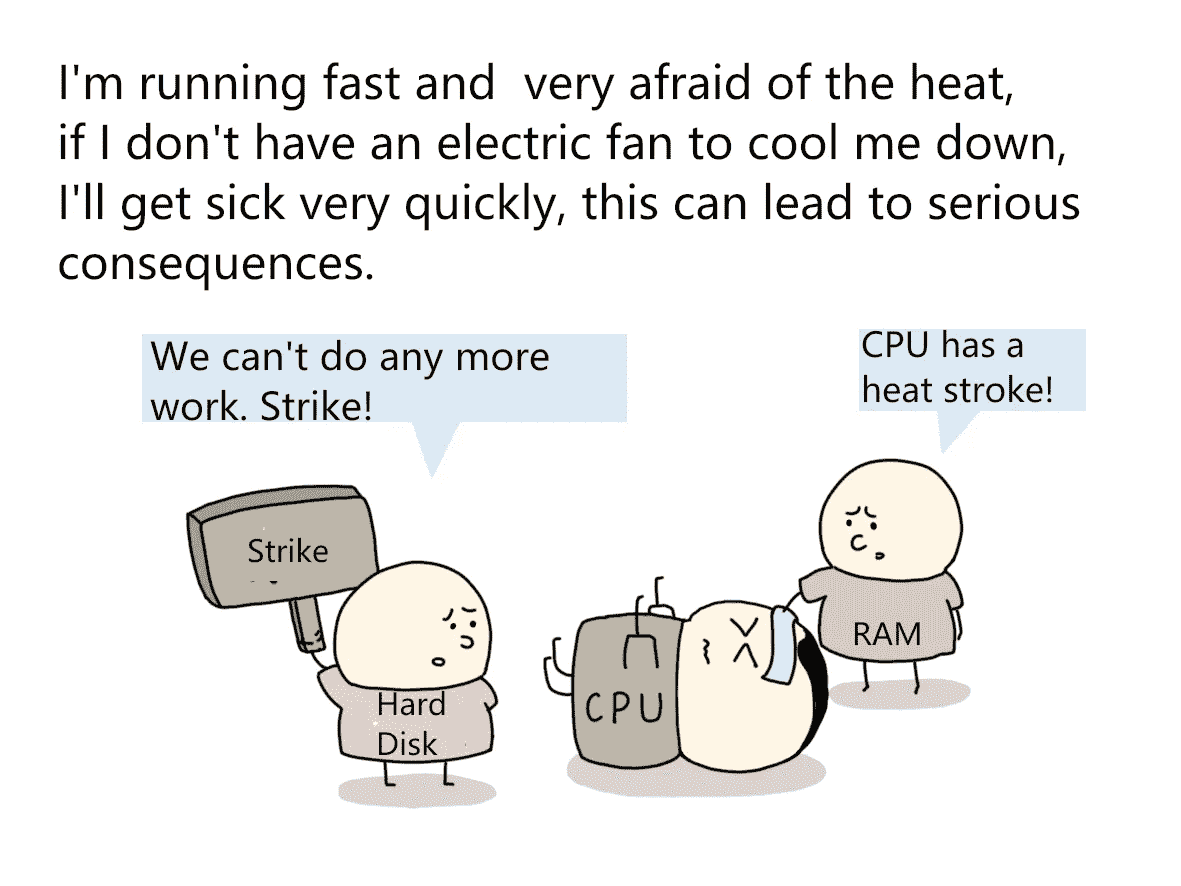 I'm running fast and  very afraid of the heat,
if I don't have an electric fan to cool me down,
I'll get sick very quickly, this can lead to serious
consequences.
We can't do any more
work. Strike!
CPU has a
heat stroke!
Strike
RAM
Hard
Disk
CPU